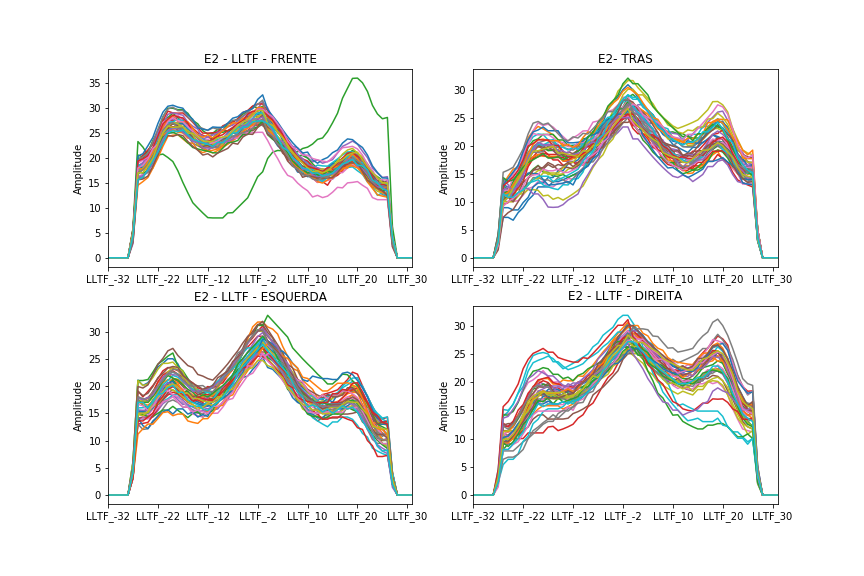 E2 - LLTF - FRENTE
Amplitude
35
30
25
20
15
10
5
0
LLTF_-32 LLTF_-22 LLTF_-12 LLTF_-2 LLTF_10 LLTF_20 LLTF_30
E2- TRAS
Amplitude
30
25
20
15
10
5
0
LLTF_-32 LLTF_-22 LLTF_-12 LLTF_-2 LLTF_10 LLTF_20 LLTF_30
E2 - LLTF - ESQUERDA
Amplitude
30
25
20
15
10
5
0
LLTF_-32 LLTF_-22 LLTF_-12 LLTF_-2 LLTF_10 LLTF_20 LLTF_30
E2 - LLTF - DIREITA
Amplitude
30
25
20
15
10
5
0
LLTF_-32 LLTF_-22 LLTF_-12 LLTF_-2 LLTF_10 LLTF_20 LLTF_30